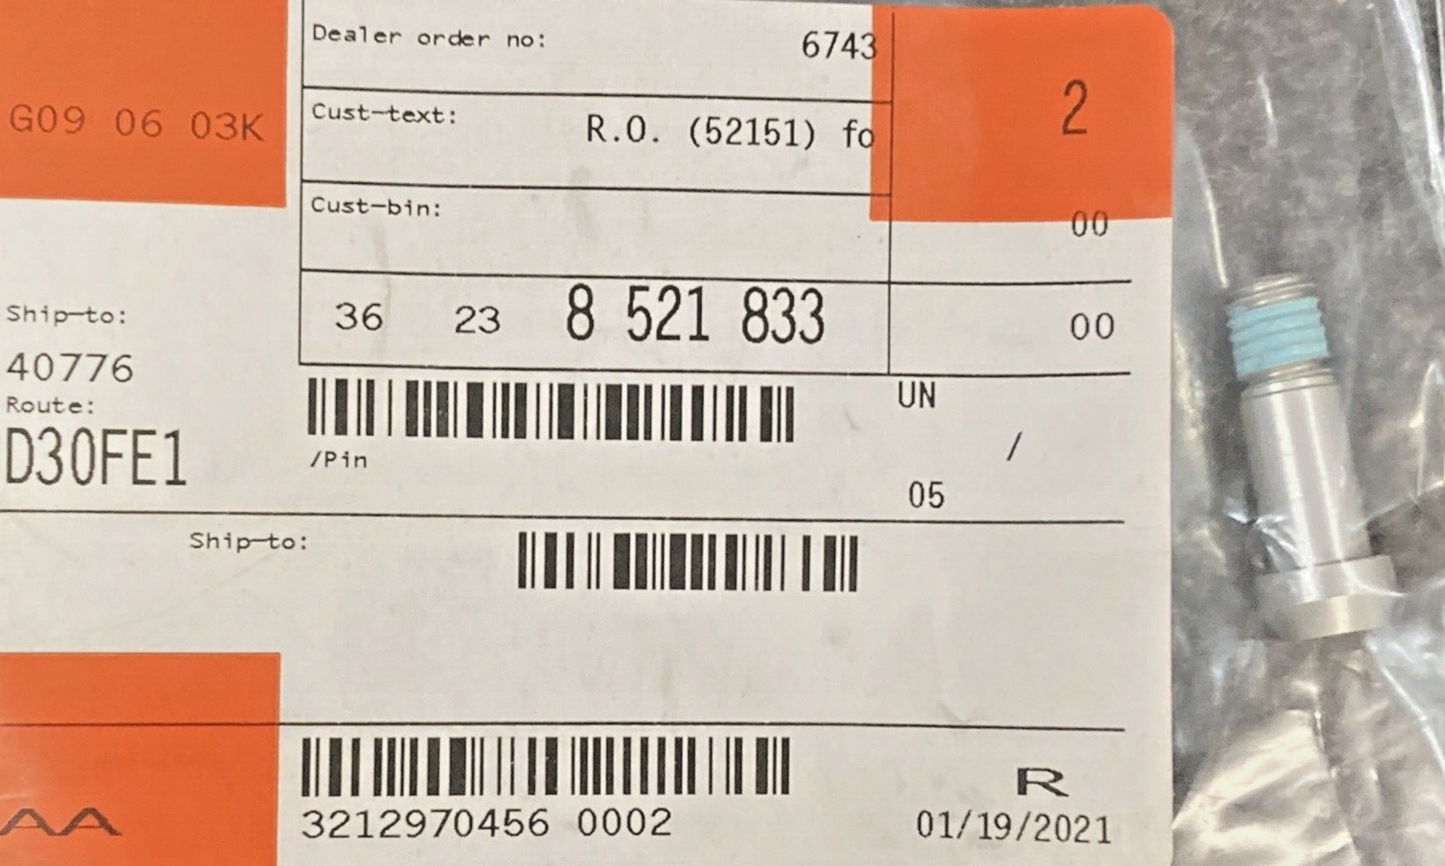 Dealer order no: 6743
2
G09 06 03K
Cust-text: R.O. (52151) fo
Cust-bin:
00
36 23 8 521 833 00
Ship-to:
40776
Route:
D30FE1
UN
/Pin
/
05
Ship-to:
R
AA
3212970456 0002 01/19/2021